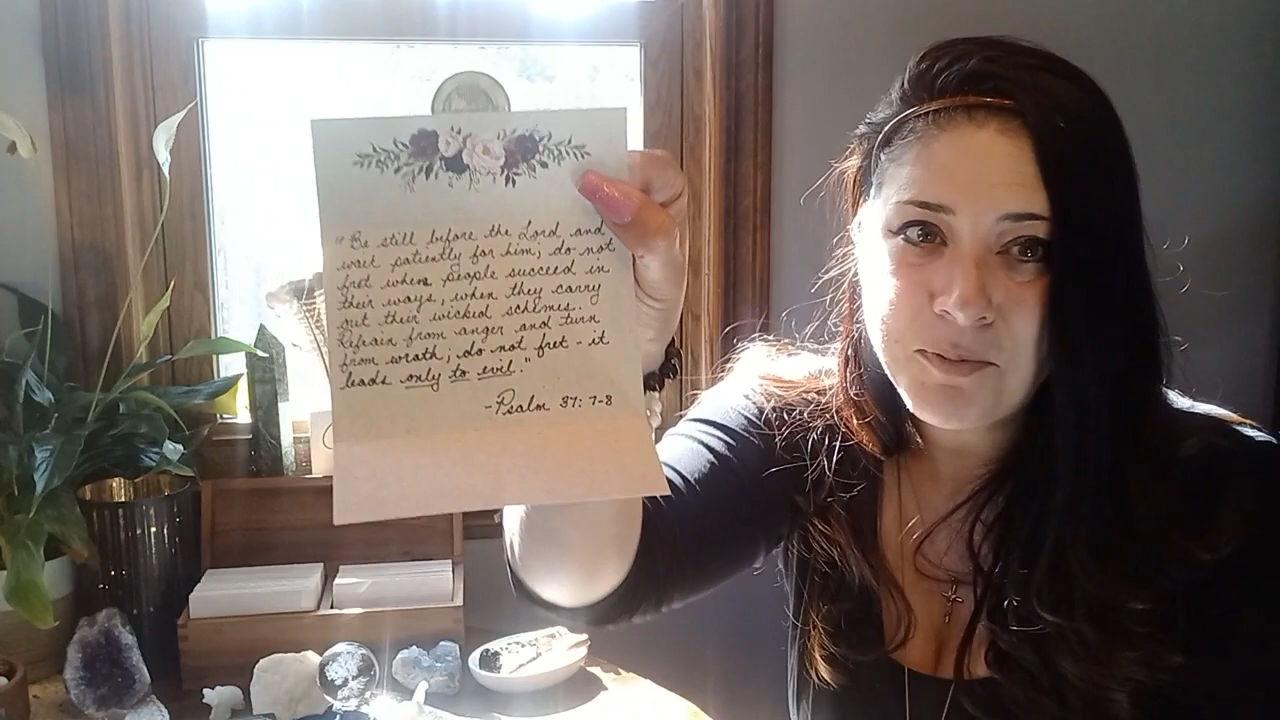 "Be still before the Lord and
wait patiently for him; do not
fret when people succeed in
their ways, when they carry
out their wicked schemes.
Refrain from anger and turn
from wrath; do not fret - it
leads only to evil."
-Psalm 37: 7-8